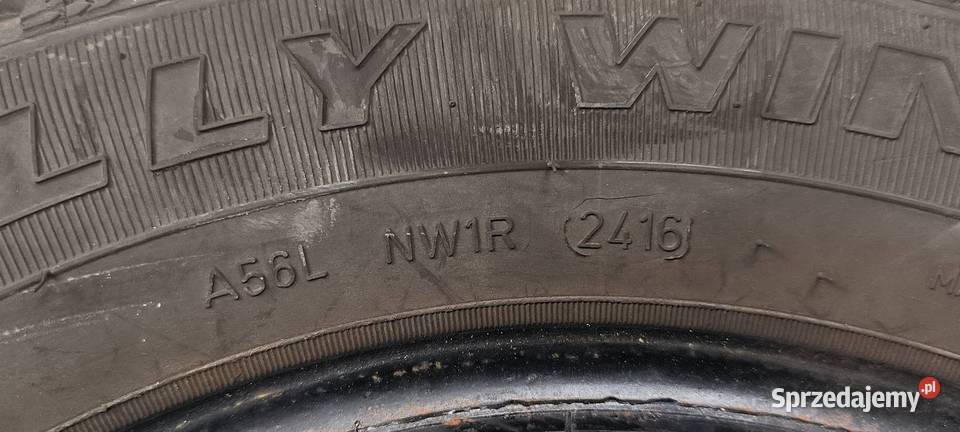 LLY WIN
A56L NW1R 2416
Sprzedajemy.pl